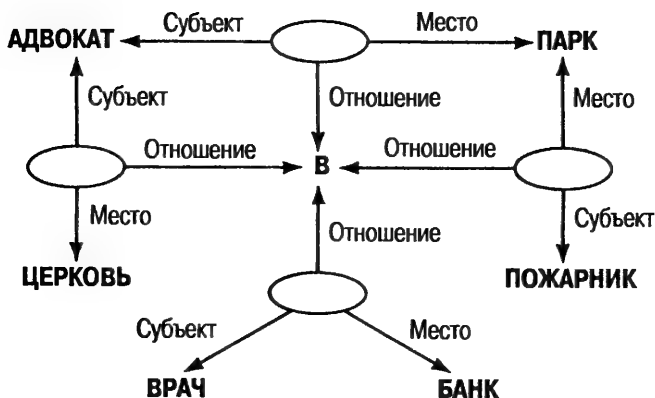 Субъект Место
АДВОКАТ ПАРК
Субъект Отношение Место
Отношение В Отношение
Место Субъект
Отношение
ЦЕРКОВЬ ПОЖАРНИК
Субъект Место
ВРАЧ БАНК